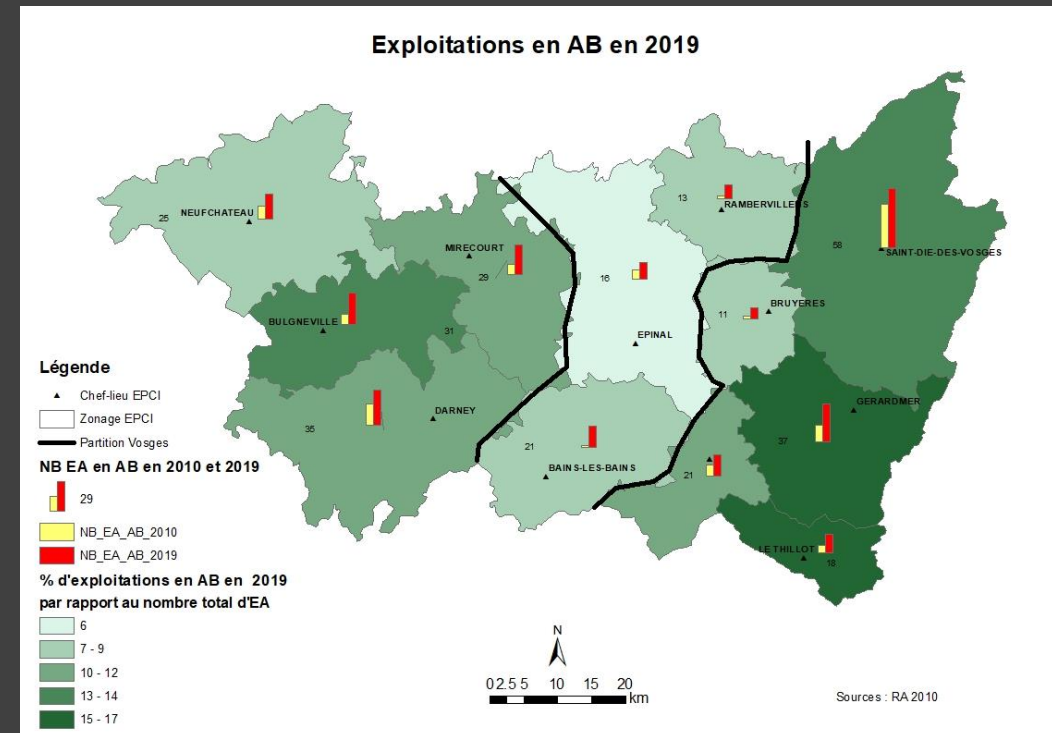 Exploitations en AB en 2019
25
NEUFCHATEAU
13
RAMBERVILLERS
58
SAINT-DIE-DES-VOSGES
MIRECOURT
29
16
EPINAL
11
BRUYERES
BULGNEVILLE
31
GERARDMER
37
35
DARNEY
21
BAINS-LES-BAINS
21
LE THILLOT
18
Légende
Chef-lieu EPCI
Zonage EPCI
Partition Vosges
NB EA en AB en 2010 et 2019
29
NB_EA_AB_2010
NB_EA_AB_2019
% d'exploitations en AB en 2019
par rapport au nombre total d'EA
6
7 - 9
10 - 12
13 - 14
15 - 17
N
0 2.5 5 10 15 20
km
Sources : RA 2010